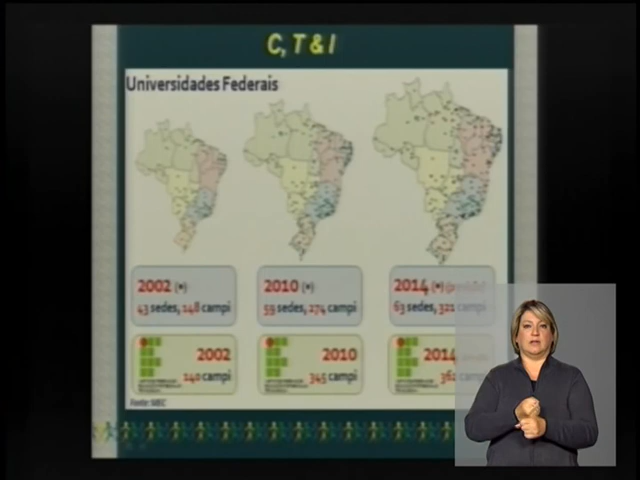 C, T & I
Universidades Federais
2002 (•)
43 sedes, 148 campi
2010 (•)
59 sedes, 274 campi
2014 (•)
63 sedes, 321 campi
2002
140 campi
2010
345 campi
2014
campi
Fonte: MEC